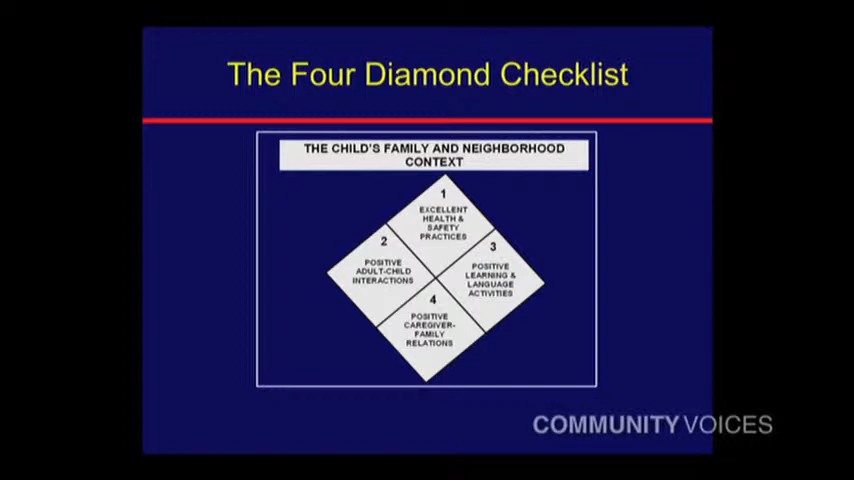 The Four Diamond Checklist
THE CHILD'S FAMILY AND NEIGHBORHOOD
CONTEXT
1
EXCELLENT
HEALTH &
SAFETY
PRACTICES
2
POSITIVE
ADULT-CHILD
INTERACTIONS
3
POSITIVE
LEARNING &
LANGUAGE
ACTIVITIES
4
POSITIVE
CAREGIVER-
FAMILY
RELATIONS
COMMUNITY VOICES